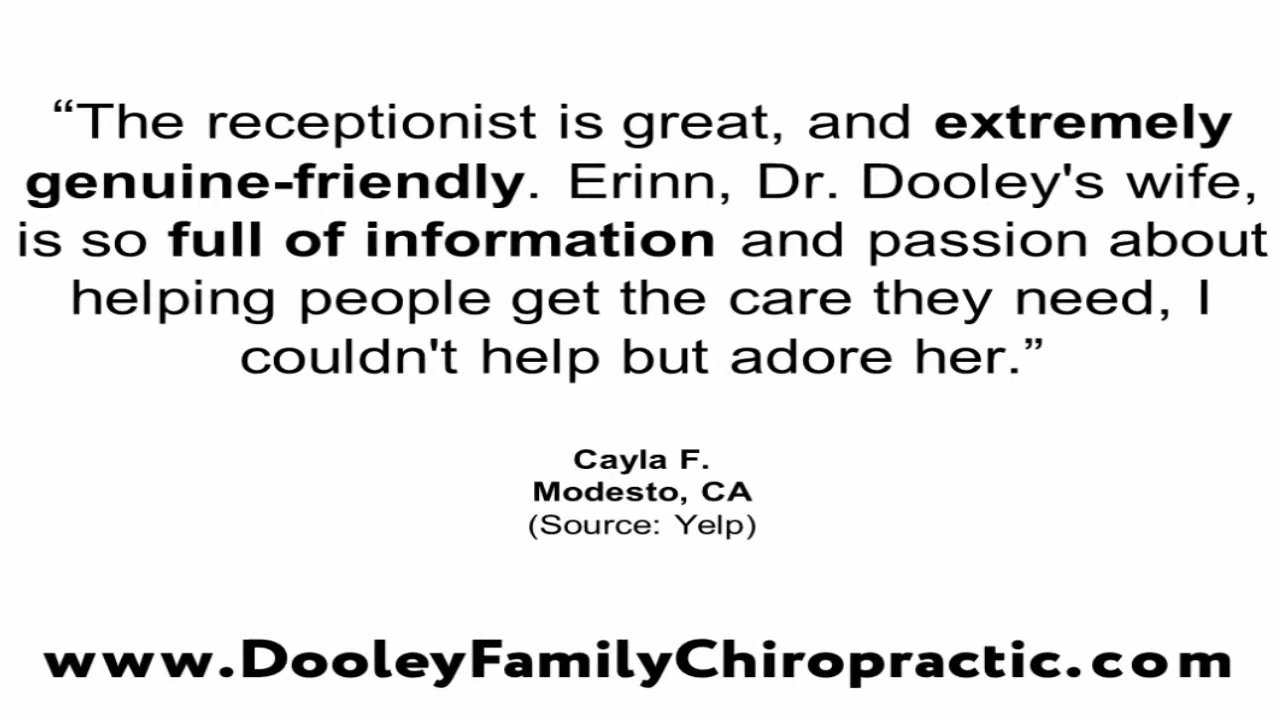 “The receptionist is great, and extremely
genuine-friendly. Erinn, Dr. Dooley's wife,
is so full of information and passion about
helping people get the care they need, I
couldn't help but adore her.”
Cayla F.
Modesto, CA
(Source: Yelp)
www.DooleyFamilyChiropractic.com